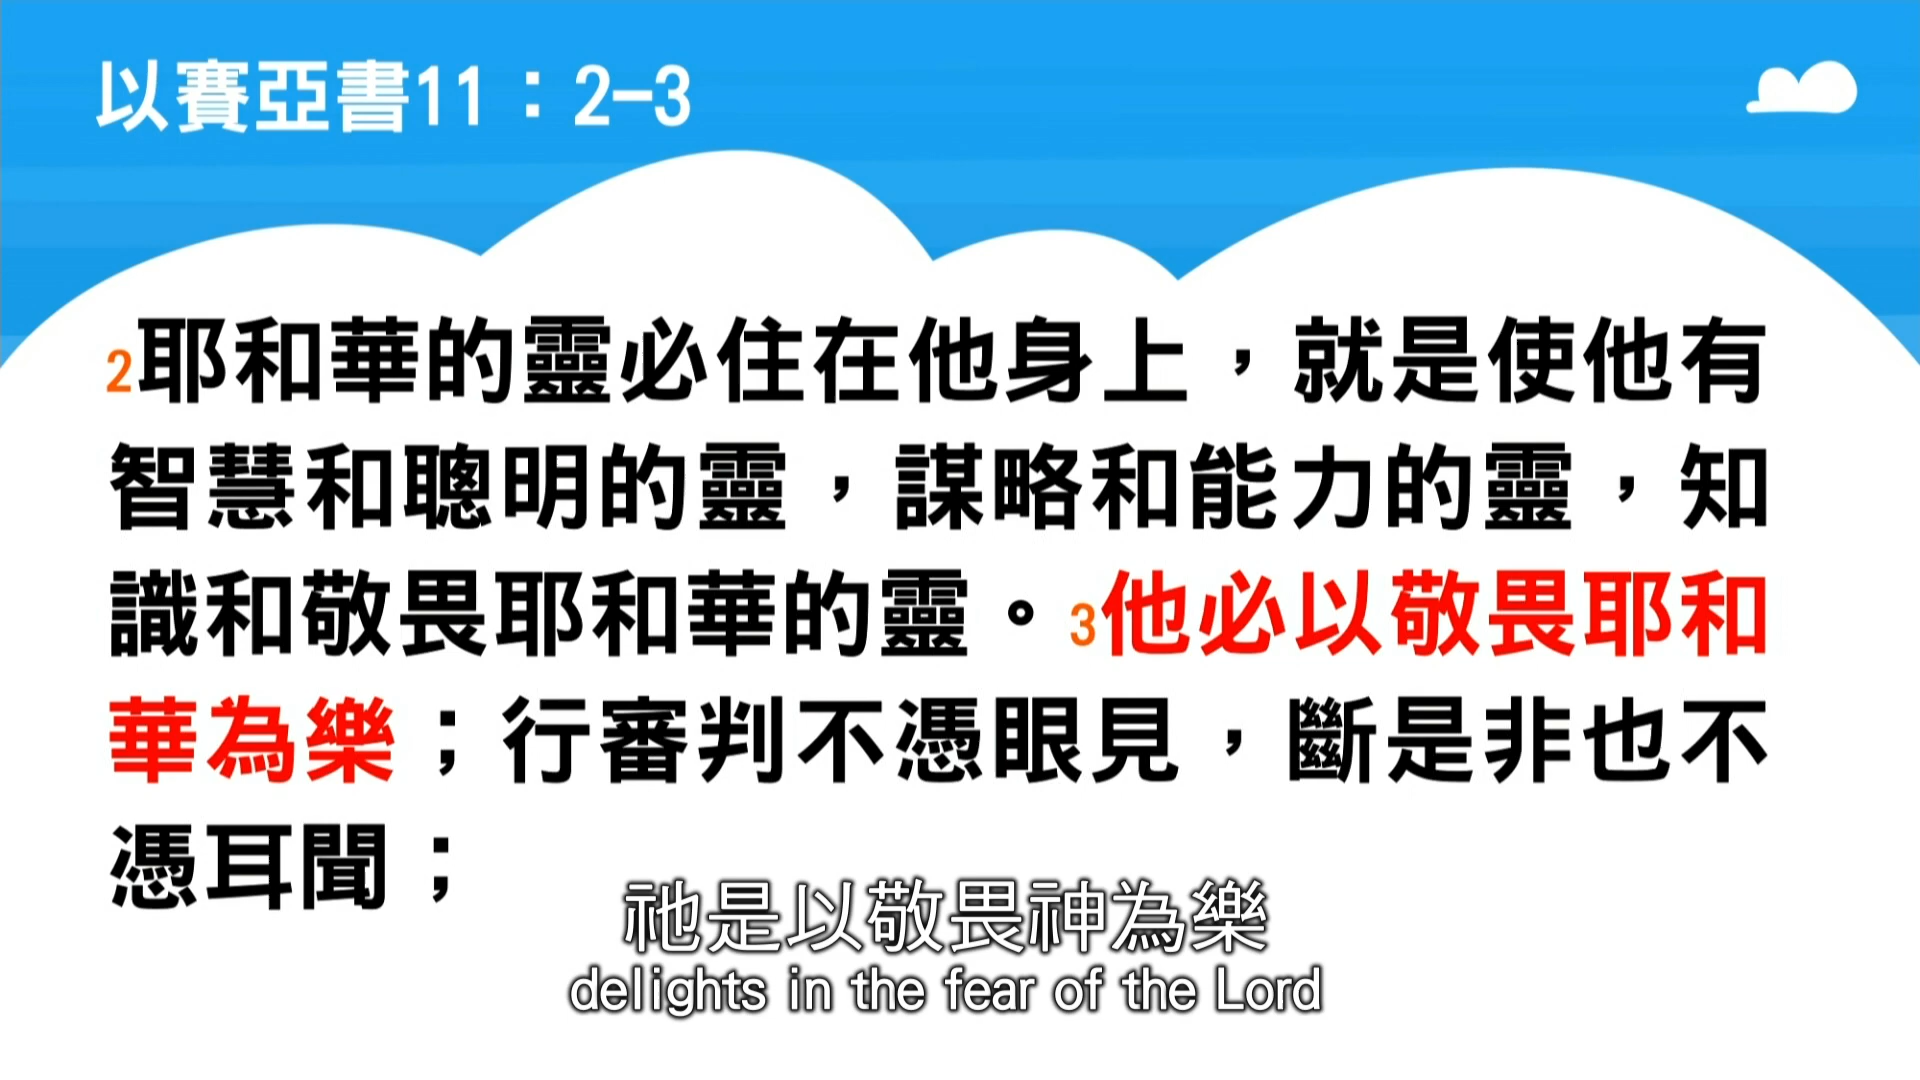 以賽亞書11：2-3
2耶和華的靈必住在他身上，就是使他有
智慧和聰明的靈，謀略和能力的靈，知
識和敬畏耶和華的靈。3他必以敬畏耶和
華為樂；行審判不憑眼見，斷是非也不
憑耳聞；
祂是以敬畏神為樂
delights in the fear of the Lord